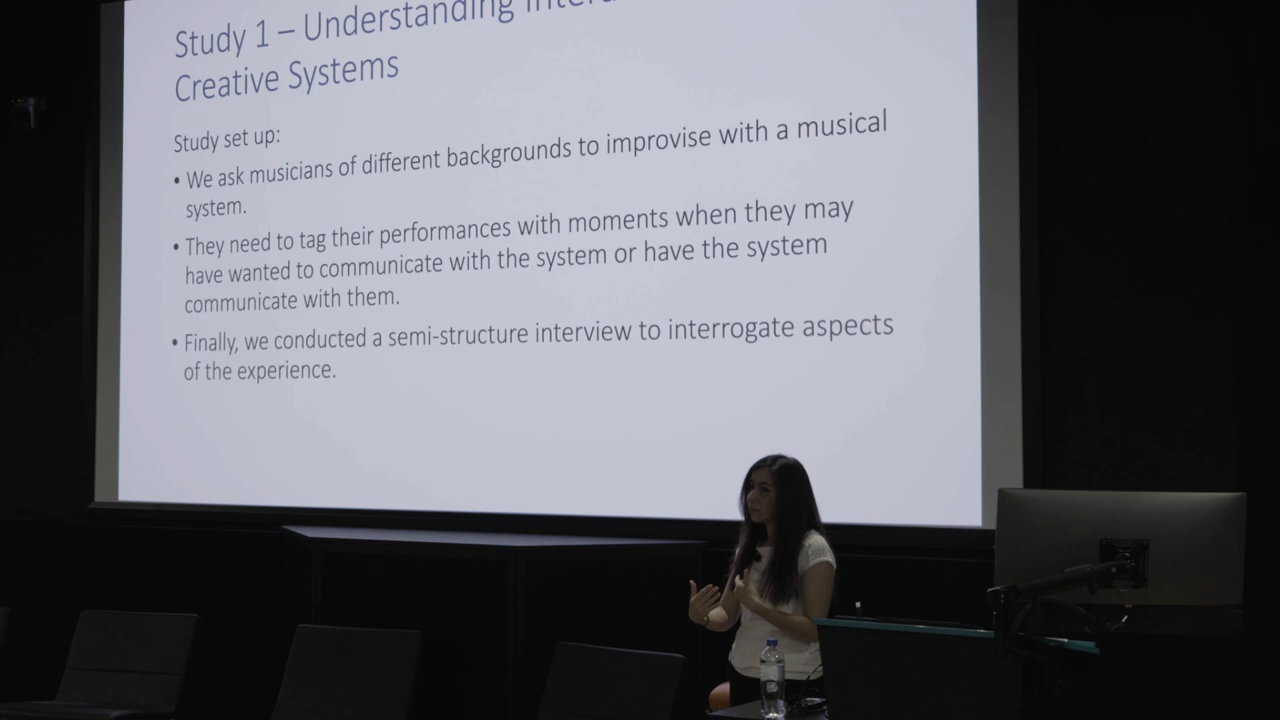 Study 1 – Understanding
Creative Systems
Study set up:
• We ask musicians of different backgrounds to improvise with a musical
system.
• They need to tag their performances with moments when they may
have wanted to communicate with the system or have the system
communicate with them.
• Finally, we conducted a semi-structure interview to interrogate aspects
of the experience.